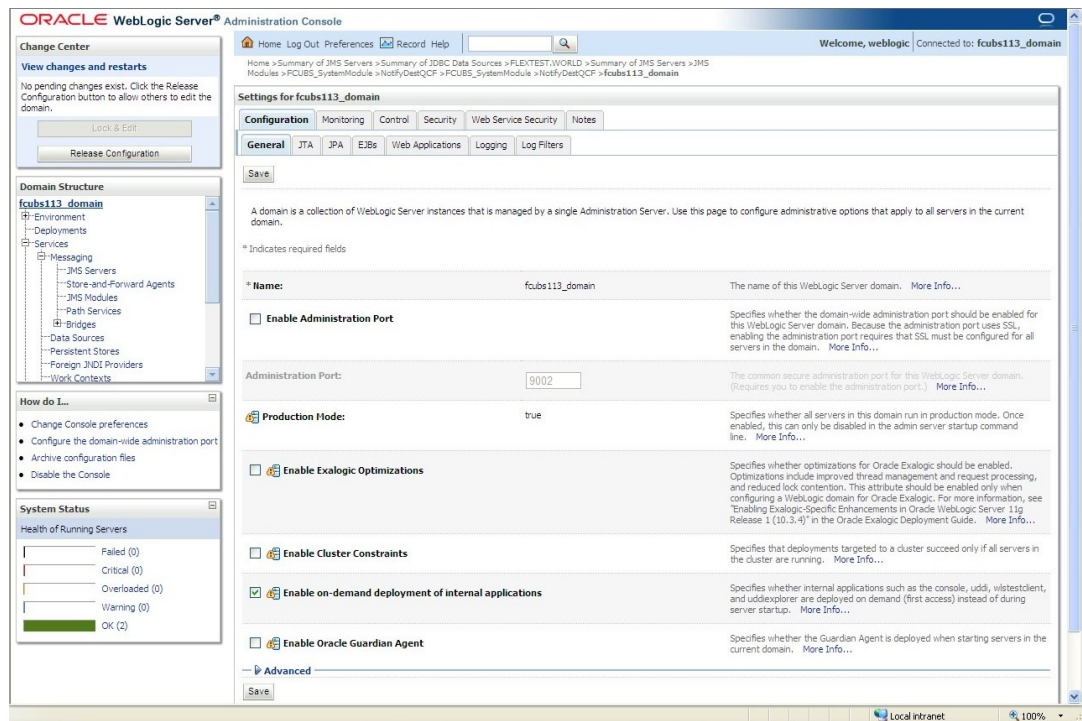 ORACLE WebLogic Server® Administration Console
Change Center
View changes and restarts
No pending changes exist. Click the Release
Configuration button to allow others to edit the
domain.
Lock & Edit
Release Configuration
Domain Structure
fcubs113_domain
Environment
Deployments
Services
Messaging
JMS Servers
Store-and-Forward Agents
JMS Modules
Path Services
Bridges
Data Sources
Persistent Stores
Foreign JNDI Providers
Work Contexts
How do I...
Change Console preferences
Configure the domain-wide administration port
Archive configuration files
Disable the Console
System Status
Health of Running Servers
Failed (0)
Critical (0)
Overloaded (0)
Warning (0)
OK (2)
Home Log Out Preferences Record Help
Welcome, weblogic Connected to: fcubs113_domain
Home >Summary of JMS Servers >Summary of JDBC Data Sources >FLEXTEST.WORLD >Summary of JMS Servers >JMS
Modules >FCUBS_SystemModule >NotifyDestQCF >FCUBS_SystemModule >NotifyDestQCF >fcubs113_domain
Settings for fcubs113_domain
Configuration Monitoring Control Security Web Service Security Notes
General JTA JPA EJBs Web Applications Logging Log Filters
Save
A domain is a collection of WebLogic Server instances that is managed by a single Administration Server. Use this page to configure administrative options that apply to all servers in the current
domain.
* Indicates required fields
* Name: fcubs113_domain The name of this WebLogic Server domain. More Info...
Enable Administration Port
Specifies whether the domain-wide administration port should be enabled for
this WebLogic Server domain. Because the administration port uses SSL,
enabling the administration port requires that SSL must be configured for all
servers in the domain. More Info...
Administration Port: 9002
The common secure administration port for this WebLogic Server domain.
(Requires you to enable the administration port.) More Info...
Production Mode: true
Specifies whether all servers in this domain run in production mode. Once
enabled, this can only be disabled in the admin server startup command
line. More Info...
Enable Exalogic Optimizations
Specifies whether optimizations for Oracle Exalogic should be enabled.
Optimizations include improved thread management and request processing,
and reduced lock contention. This attribute should be enabled only when
configuring a WebLogic domain for Oracle Exalogic. For more information, see
"Enabling Exalogic-Specific Enhancements in Oracle WebLogic Server 11g
Release 1 (10.3.4)" in the Oracle Exalogic Deployment Guide. More Info...
Enable Cluster Constraints
Specifies that deployments targeted to a cluster succeed only if all servers in
the cluster are running. More Info...
Enable on-demand deployment of internal applications
Specifies whether internal applications such as the console, uddi, wlstestclient,
and uddiexplorer are deployed on demand (first access) instead of during
server startup. More Info...
Enable Oracle Guardian Agent
Specifies whether the Guardian Agent is deployed when starting servers in the
current domain. More Info...
Advanced
Save
Local intranet 100%